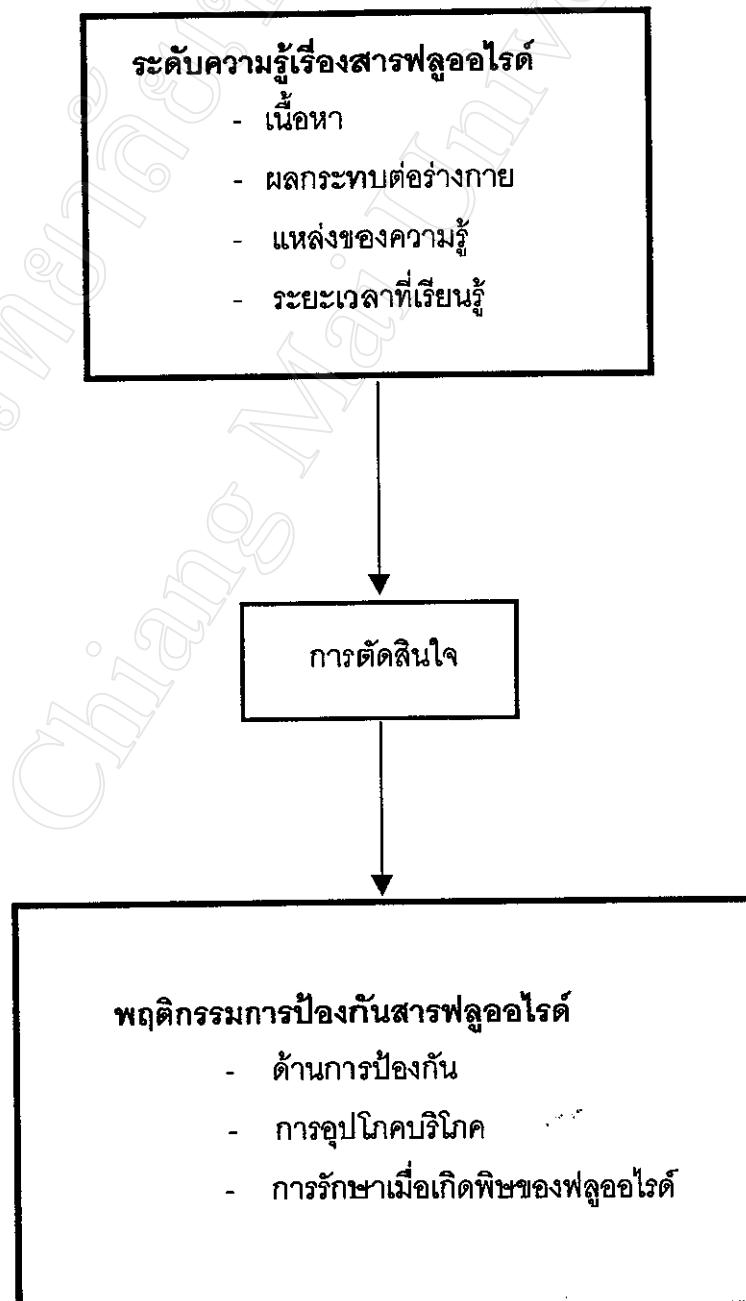 ระดับความรู้เรื่องสารฟลูออไรด์
- เนื้อหา
- ผลกระทบต่อร่างกาย
- แหล่งของความรู้
- ระยะเวลาที่เรียนรู้
การตัดสินใจ
พฤติกรรมการป้องกันสารฟลูออไรด์
- ด้านการป้องกัน
- การอุปโภคบริโภค
- การรักษาเมื่อเกิดพิษของฟลูออไรด์
Chiang Mai Unive